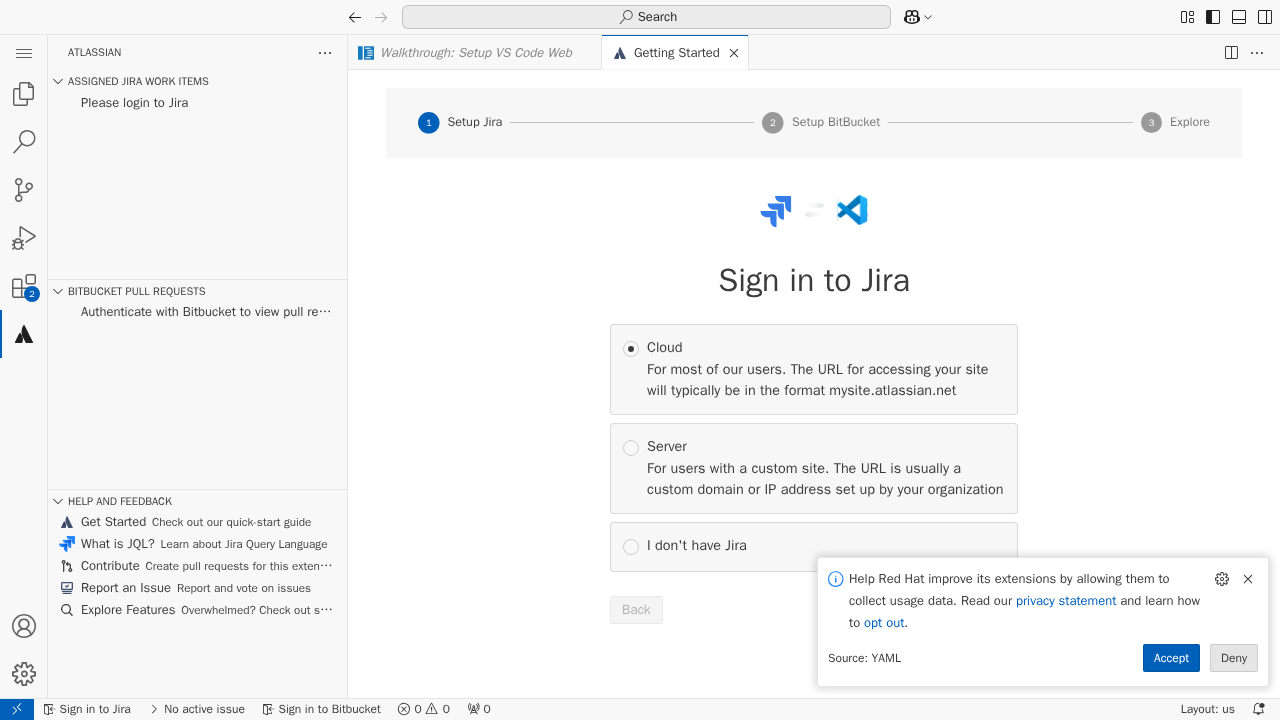 Search
ATLASSIAN
Walkthrough: Setup VS Code Web
Getting Started
ASSIGNED JIRA WORK ITEMS
Please login to Jira
1
Setup Jira
2
Setup BitBucket
3
Explore
Sign in to Jira
2
BITBUCKET PULL REQUESTS
Authenticate with Bitbucket to view pull re…
Cloud
For most of our users. The URL for accessing your site
will typically be in the format mysite.atlassian.net
Server
For users with a custom site. The URL is usually a
custom domain or IP address set up by your organization
I don't have Jira
Back
HELP AND FEEDBACK
Get Started Check out our quick-start guide
What is JQL? Learn about Jira Query Language
Contribute Create pull requests for this exten…
Report an Issue Report and vote on issues
Explore Features Overwhelmed? Check out s…
Help Red Hat improve its extensions by allowing them to
collect usage data. Read our privacy statement and learn how
to opt out.
Source: YAML
Accept
Deny
Sign in to Jira
No active issue
Sign in to Bitbucket
0
0
0
Layout: us